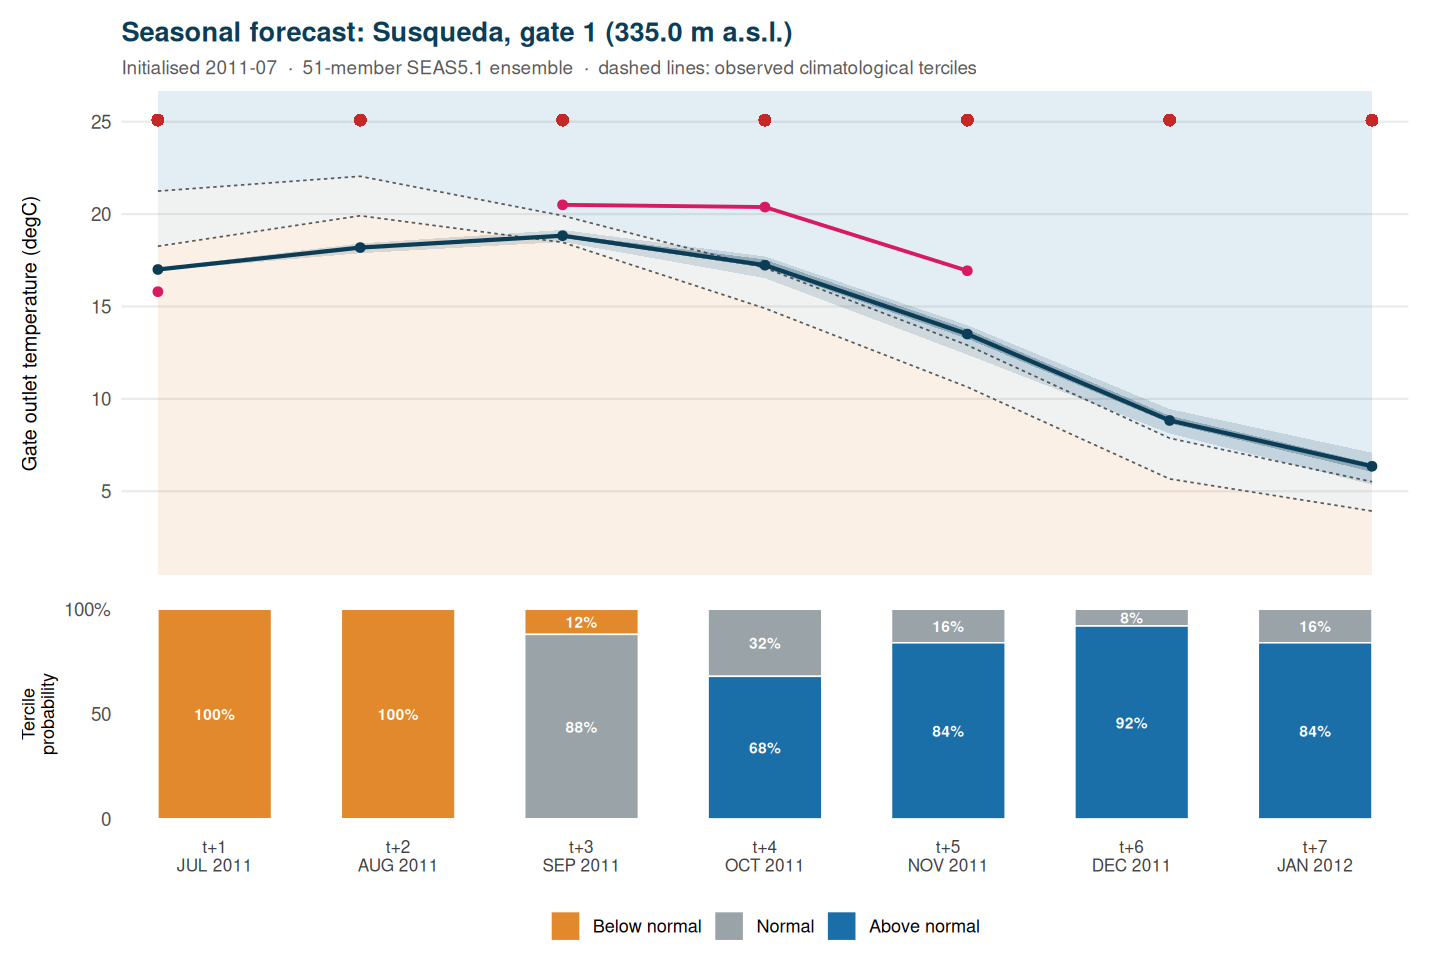 Seasonal forecast: Susqueda, gate 1 (335.0 m a.s.l.)
Initialised 2011-07 · 51-member SEAS5.1 ensemble · dashed lines: observed climatological terciles
Gate outlet temperature (degC)
25
20
15
10
5
Tercile
probability
100%
50
0
100%
100%
12%
88%
32%
68%
16%
84%
8%
92%
16%
84%
t+1
JUL 2011
t+2
AUG 2011
t+3
SEP 2011
t+4
OCT 2011
t+5
NOV 2011
t+6
DEC 2011
t+7
JAN 2012
Below normal
Normal
Above normal